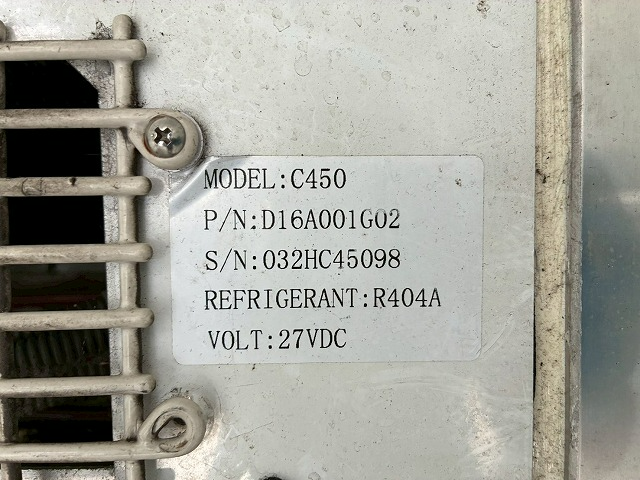 MODEL:C450
P/N:D16A001G02
S/N:032HC45098
REFRIGERANT:R404A
VOLT:27VDC